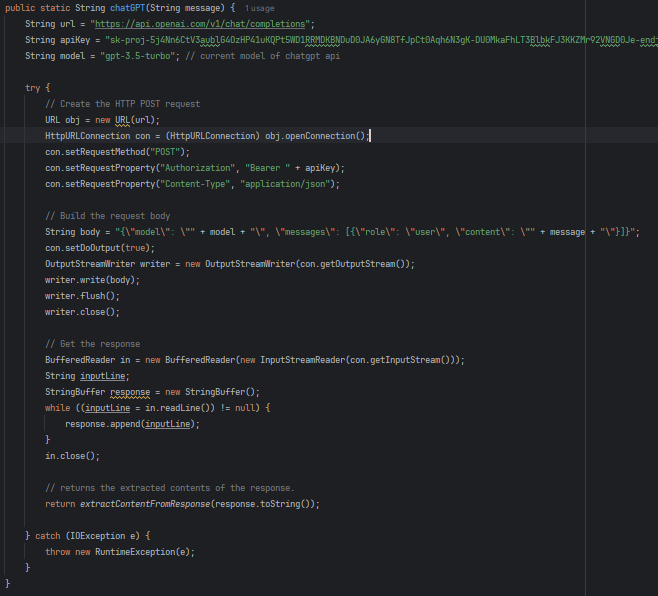 public static String chatGPT(String message) { 1 usage
String url = "https://api.openai.com/v1/chat/completions";
String apiKey =
String model = "gpt-3.5-turbo"; // current model of chatgpt api
try {
// Create the HTTP POST request
URL obj = new URL(url);
HttpURLConnection con = (HttpURLConnection) obj.openConnection();
con.setRequestMethod("POST");
con.setRequestProperty("Authorization", "Bearer " + apiKey);
con.setRequestProperty("Content-Type", "application/json");
// Build the request body
String body = "{\"model\": \"" + model + "\", \"messages\": [{\"role\": \"user\", \"content\": \"" + message + "\"}]}";
con.setDoOutput(true);
OutputStreamWriter writer = new OutputStreamWriter(con.getOutputStream());
writer.write(body);
writer.flush();
writer.close();
// Get the response
BufferedReader in = new BufferedReader(new InputStreamReader(con.getInputStream()));
String inputLine;
StringBuffer response = new StringBuffer();
while ((inputLine = in.readLine()) != null) {
response.append(inputLine);
}
in.close();
// returns the extracted contents of the response.
return extractContentFromResponse(response.toString());
} catch (IOException e) {
throw new RuntimeException(e);
}
}